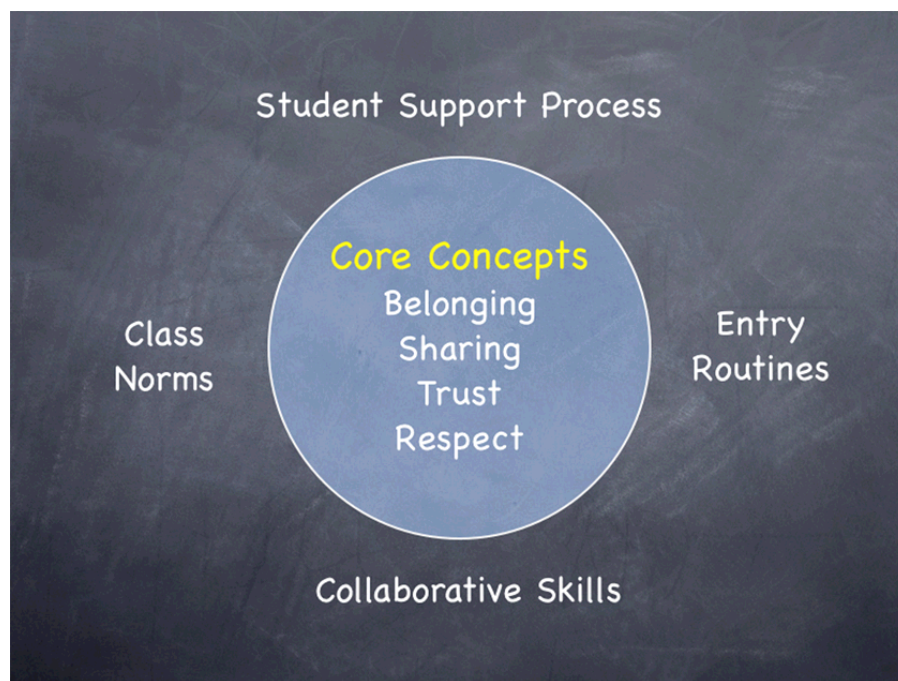 Student Support Process
Core Concepts
Belonging
Sharing
Trust
Respect
Class
Norms
Entry
Routines
Collaborative Skills